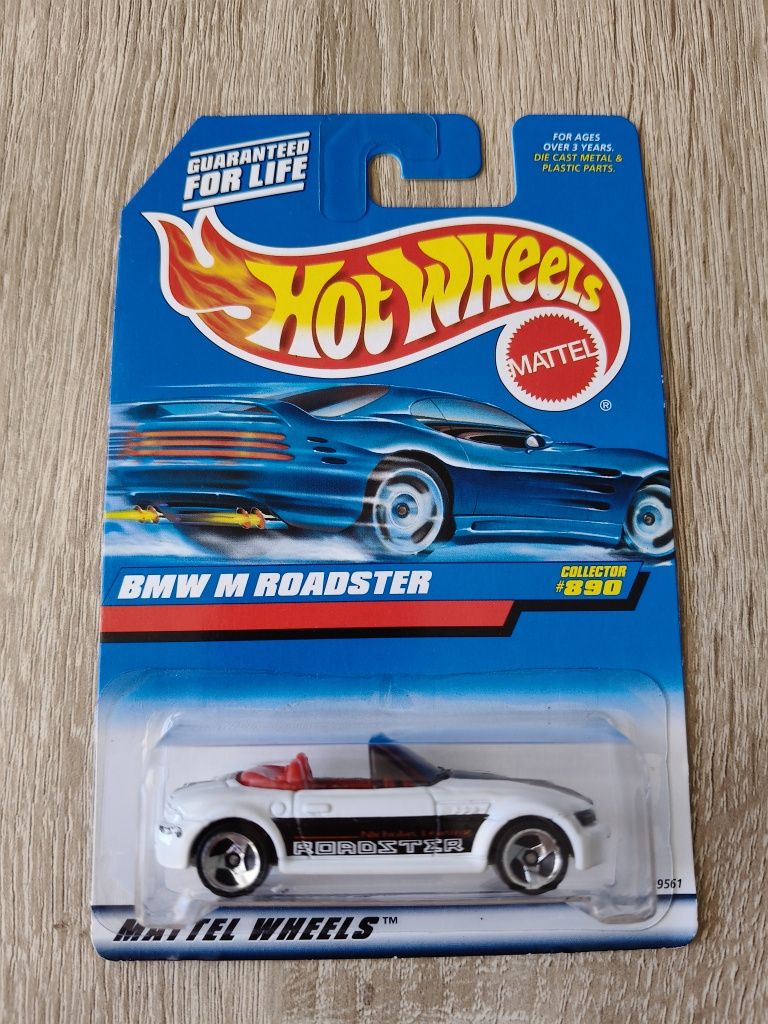 GUARANTEED
FOR LIFE
FOR AGES
OVER 3 YEARS.
DIE CAST METAL &
PLASTIC PARTS.
HOT WHEELS
MATTEL
®
BMW M ROADSTER
COLLECTOR
#890
ROADSTER
9561
MATTEL WHEELS™